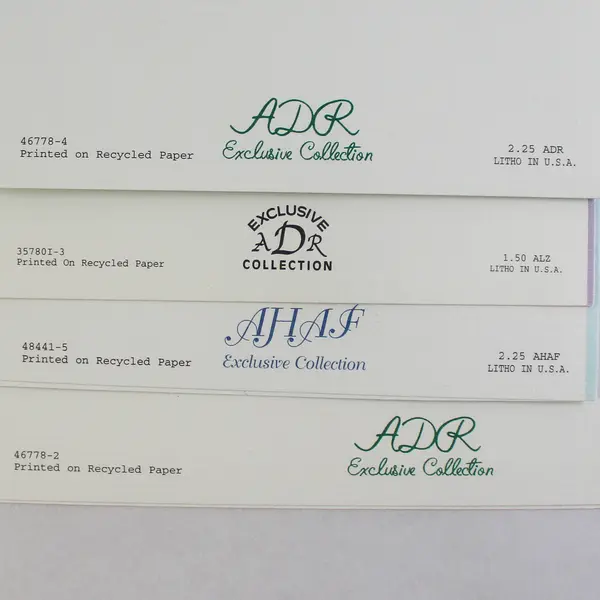 46778-4
Printed on Recycled Paper
ADR
Exclusive Collection
2.25 ADR
LITHO IN U.S.A.
35780I-3
Printed On Recycled Paper
EXCLUSIVE
ADR
COLLECTION
1.50 ALZ
LITHO IN U.S.A.
48441-5
Printed on Recycled Paper
AHAF
Exclusive Collection
2.25 AHAF
LITHO IN U.S.A.
46778-2
Printed on Recycled Paper
ADR
Exclusive Collection